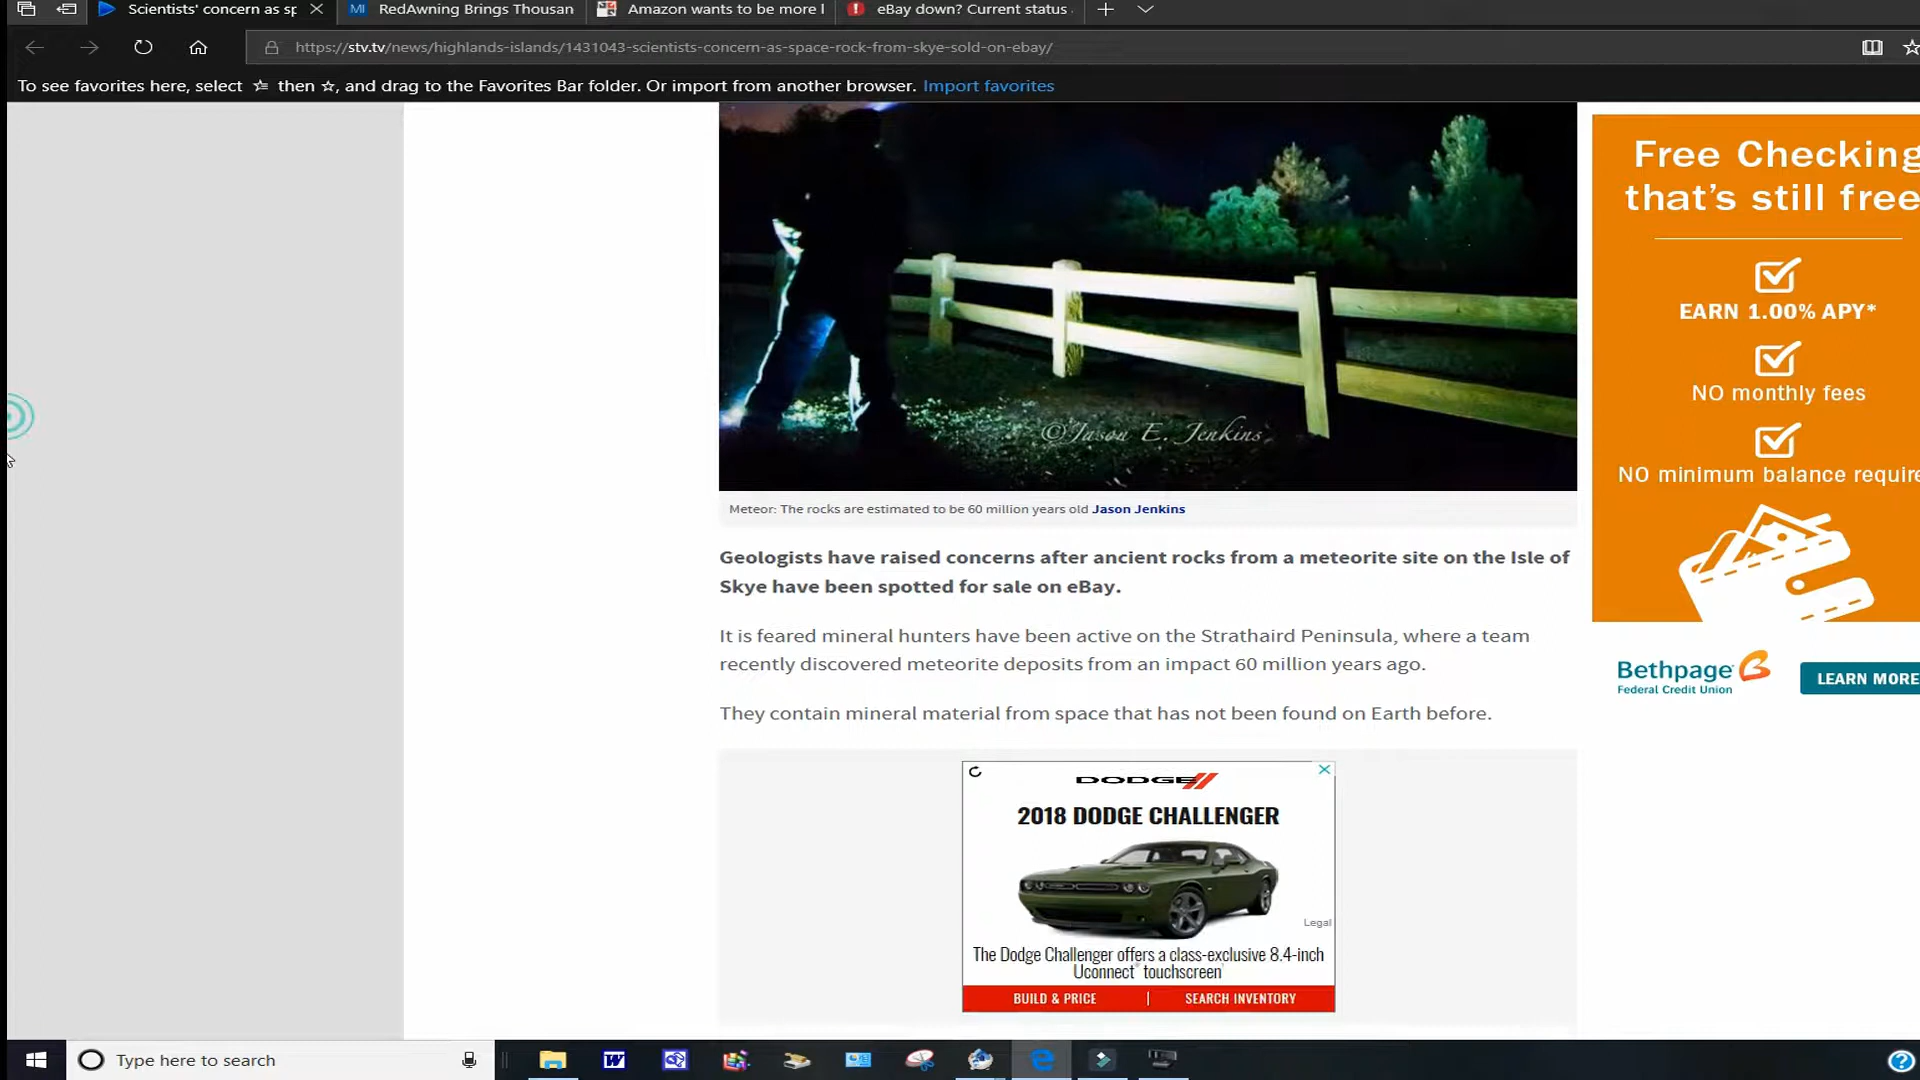 Scientists' concern as sp
MI RedAwning Brings Thousan
Amazon wants to be more l
eBay down? Current status
https://stv.tv/news/highlands-islands/1431043-scientists-concern-as-space-rock-from-skye-sold-on-ebay/
To see favorites here, select then ☆, and drag to the Favorites Bar folder. Or import from another browser. Import favorites
©Jason E. Jenkins
Meteor: The rocks are estimated to be 60 million years old Jason Jenkins
Geologists have raised concerns after ancient rocks from a meteorite site on the Isle of
Skye have been spotted for sale on eBay.
It is feared mineral hunters have been active on the Strathaird Peninsula, where a team
recently discovered meteorite deposits from an impact 60 million years ago.
They contain mineral material from space that has not been found on Earth before.
DODGE
2018 DODGE CHALLENGER
Legal
The Dodge Challenger offers a class-exclusive 8.4-inch
Uconnect® touchscreen
BUILD & PRICE | SEARCH INVENTORY
Free Checking
that's still free
EARN 1.00% APY*
NO monthly fees
NO minimum balance require
Bethpage
Federal Credit Union
LEARN MORE
Type here to search